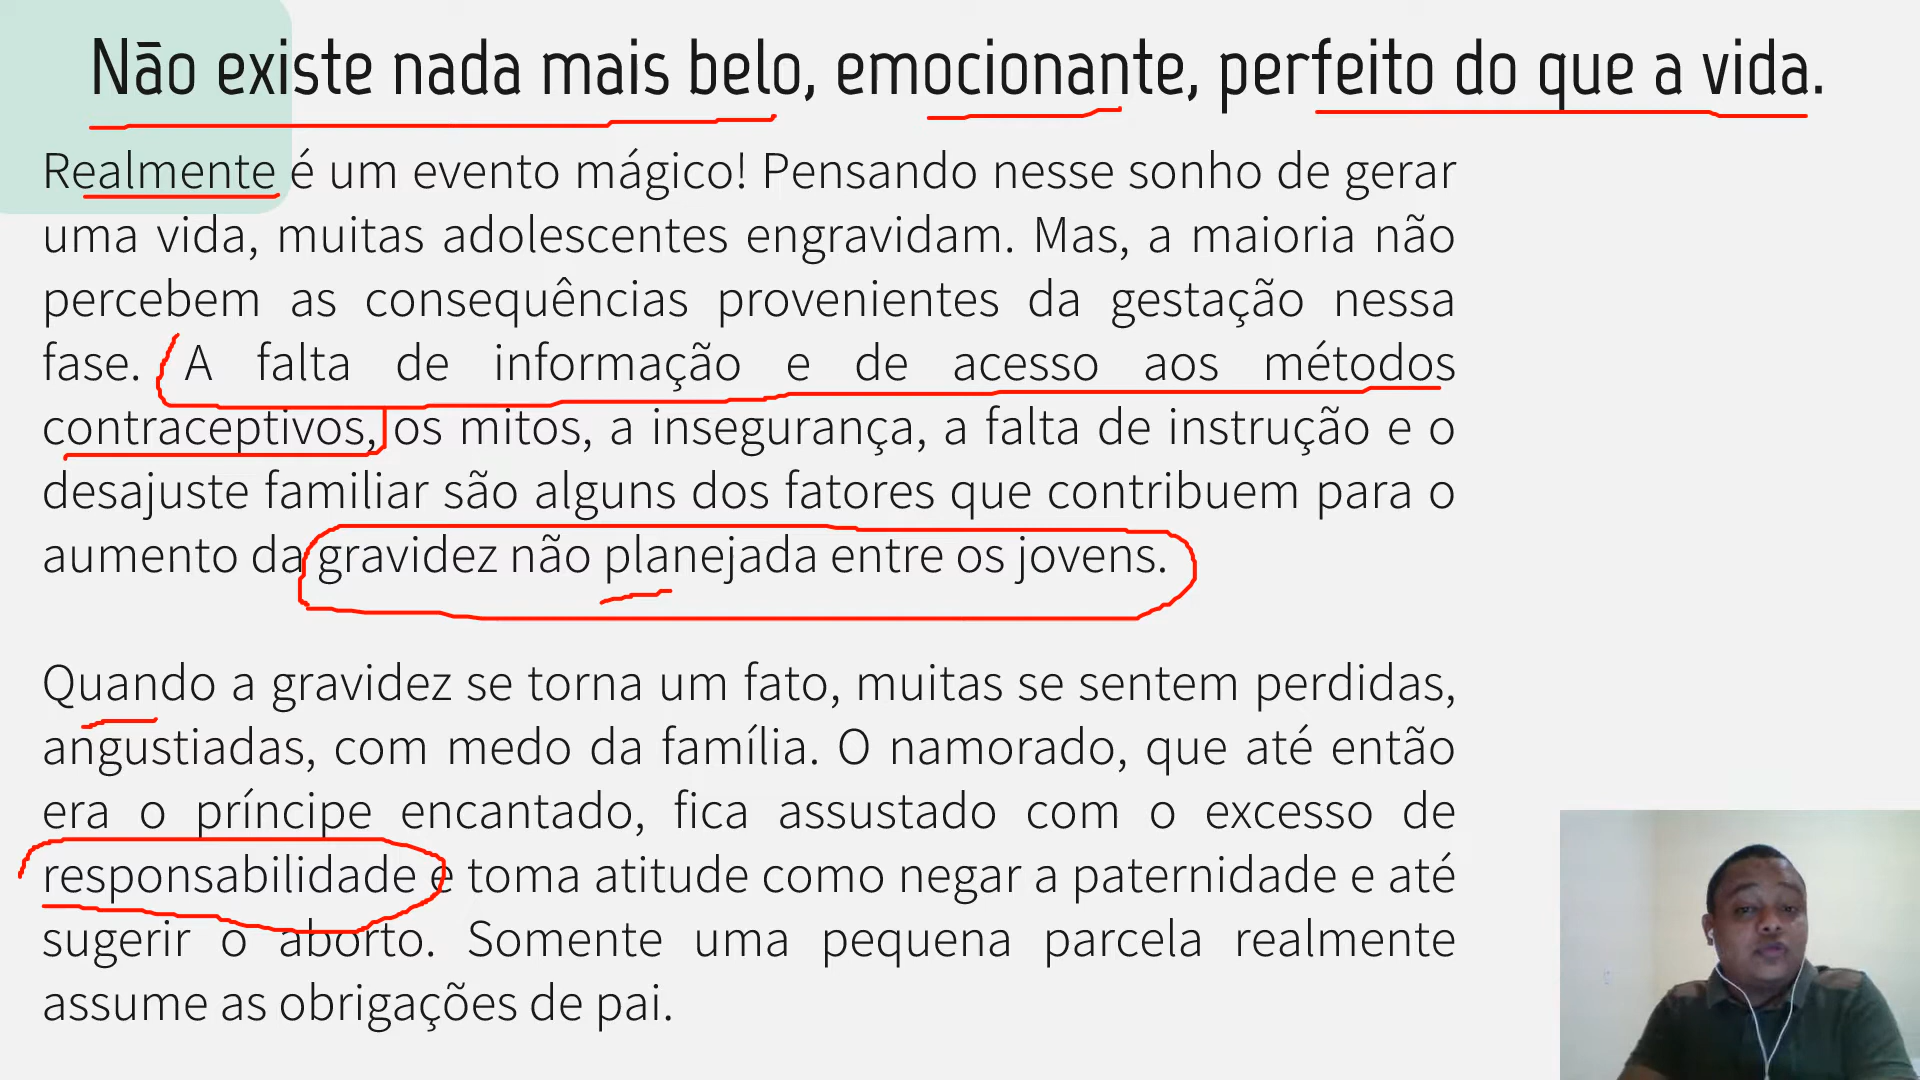 Não existe nada mais belo, emocionante, perfeito do que a vida.
Realmente é um evento mágico! Pensando nesse sonho de gerar
uma vida, muitas adolescentes engravidam. Mas, a maioria não
percebem as consequências provenientes da gestação nessa
fase. A falta de informação e de acesso aos métodos
contraceptivos, os mitos, a insegurança, a falta de instrução e o
desajuste familiar são alguns dos fatores que contribuem para o
aumento da gravidez não planejada entre os jovens.
Quando a gravidez se torna um fato, muitas se sentem perdidas,
angustiadas, com medo da família. O namorado, que até então
era o príncipe encantado, fica assustado com o excesso de
responsabilidade e toma atitude como negar a paternidade e até
sugerir o aborto. Somente uma pequena parcela realmente
assume as obrigações de pai.